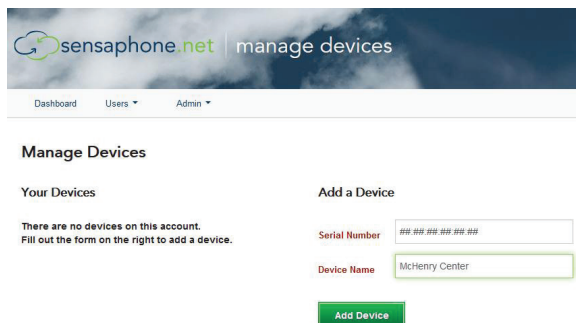 sensaphone.net | manage devices
Dashboard Users Admin
Manage Devices
Your Devices
There are no devices on this account.
Fill out the form on the right to add a device.
Add a Device
Serial Number ##.##.##.##.##.##
Device Name McHenry Center
Add Device